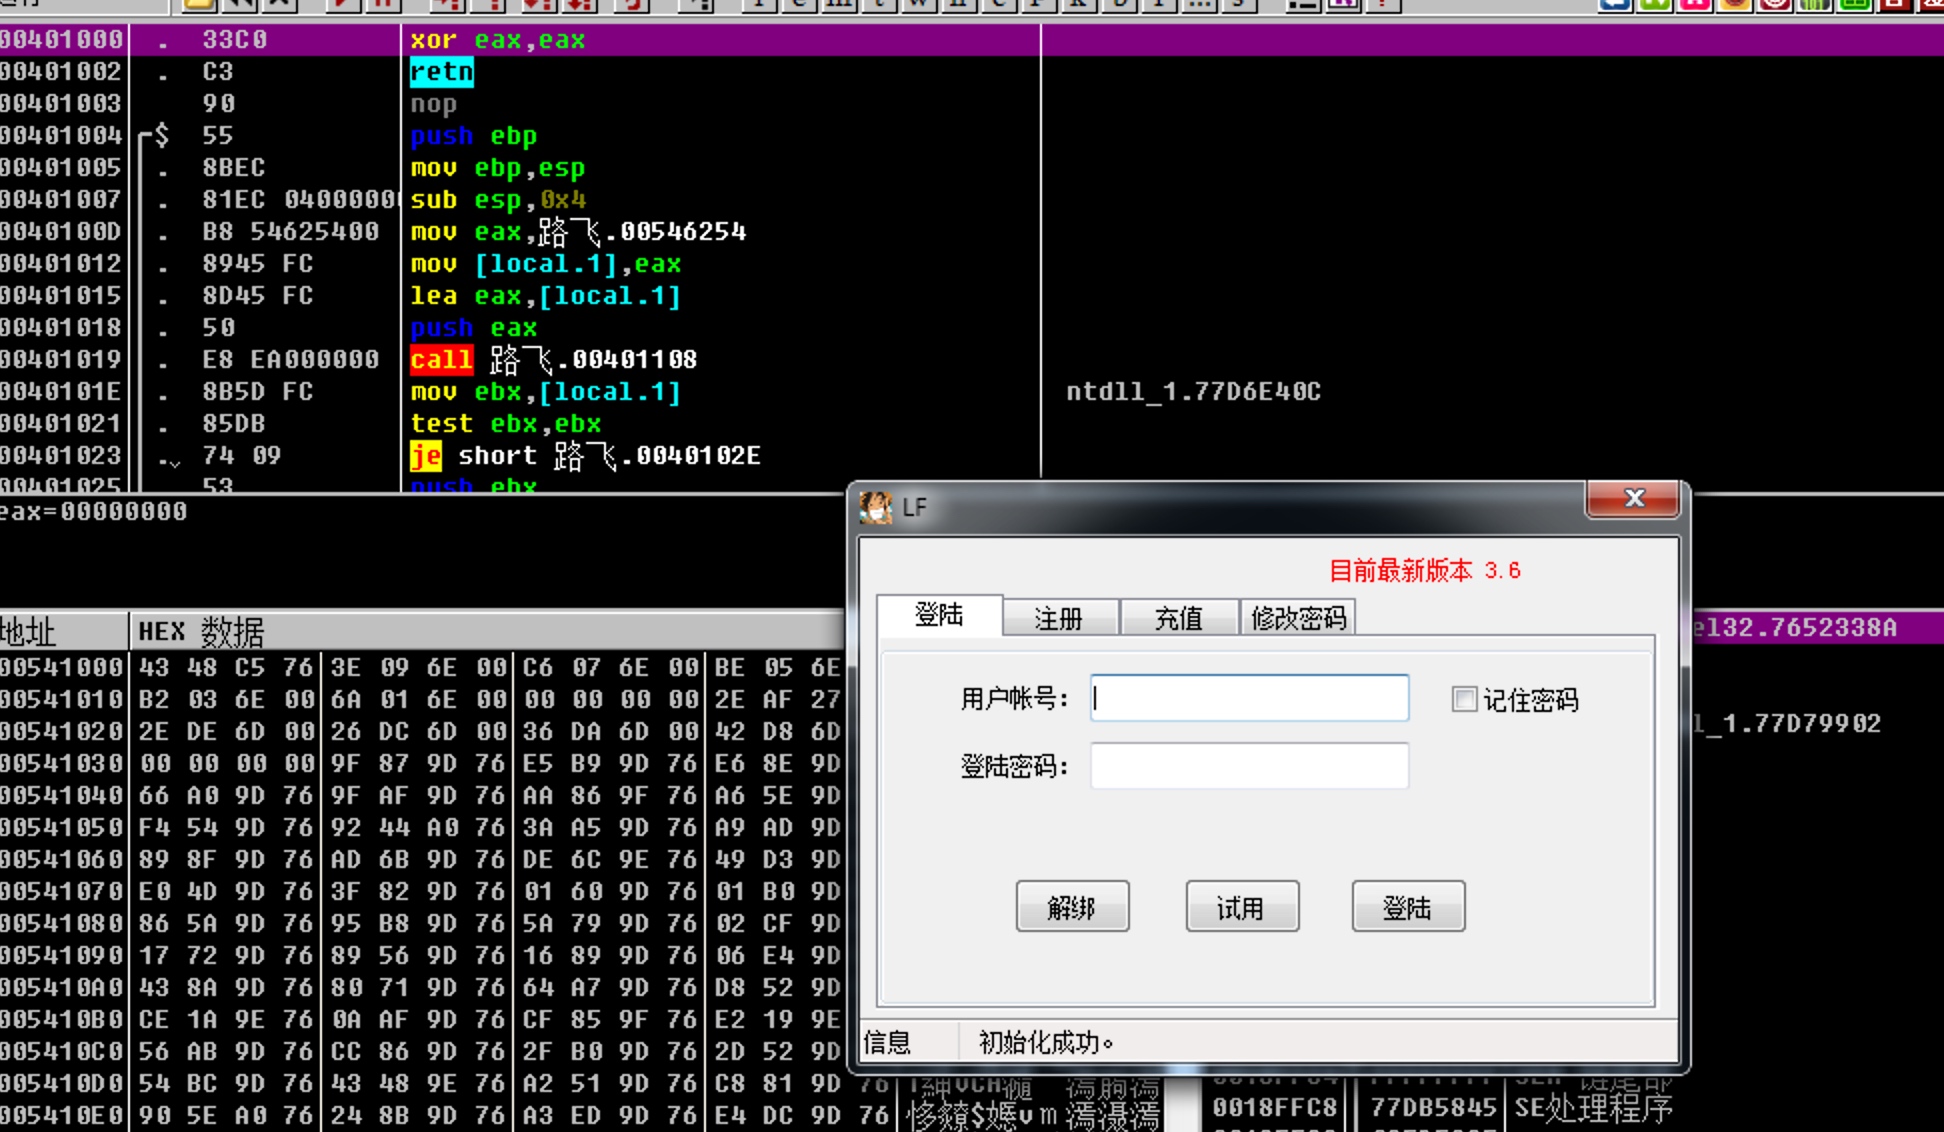 00401000 . 33C0 xor eax,eax
00401002 . C3 retn
00401003 90 nop
00401004 $ 55 push ebp
00401005 . 8BEC mov ebp,esp
00401007 . 81EC 0400000 sub esp,0x4
0040100D . B8 54625400 mov eax,路飞.00546254
00401012 . 8945 FC mov [local.1],eax
00401015 . 8D45 FC lea eax,[local.1]
00401018 . 50 push eax
00401019 . E8 EA000000 call 路飞.00401108
0040101E . 8B5D FC mov ebx,[local.1] ntdll_1.77D6E40C
00401021 . 85DB test ebx,ebx
00401023 . 74 09 je short 路飞.0040102E
00401025 . 53 push ebx
eax=00000000
地址 HEX 数据
00541000 43 48 C5 76 3E 09 6E 00 C6 07 6E 00 BE 05 6E
00541010 B2 03 6E 00 6A 01 6E 00 00 00 00 00 2E AF 27
00541020 2E DE 6D 00 26 DC 6D 00 36 DA 6D 00 42 D8 6D
00541030 00 00 00 00 9F 87 9D 76 E5 B9 9D 76 E6 8E 9D
00541040 66 A0 9D 76 9F AF 9D 76 AA 86 9F 76 A6 5E 9D
00541050 F4 54 9D 76 92 44 A0 76 3A A5 9D 76 A9 AD 9D
00541060 89 8F 9D 76 AD 6B 9D 76 DE 6C 9E 76 49 D3 9D
00541070 E0 4D 9D 76 3F 82 9D 76 01 60 9D 76 01 B0 9D
00541080 86 5A 9D 76 95 B8 9D 76 5A 79 9D 76 02 CF 9D
00541090 17 72 9D 76 89 56 9D 76 16 89 9D 76 06 E4 9D
005410A0 43 8A 9D 76 80 71 9D 76 64 A7 9D 76 D8 52 9D
005410B0 CE 1A 9E 76 0A AF 9D 76 CF 85 9F 76 E2 19 9E
005410C0 56 AB 9D 76 CC 86 9D 76 2F B0 9D 76 2D 52 9D
005410D0 54 BC 9D 76 43 48 9E 76 A2 51 9D 76 C8 81 9D 76
005410E0 90 5E A0 76 24 8B 9D 76 A3 ED 9D 76 E4 DC 9D 76
el32.7652338A
l_1.77D79902
0018FFC8 77DB5845 SE处理程序
LF
目前最新版本 3.6
登陆 注册 充值 修改密码
用户帐号: 记住密码
登陆密码:
解绑 试用 登陆
信息 初始化成功。